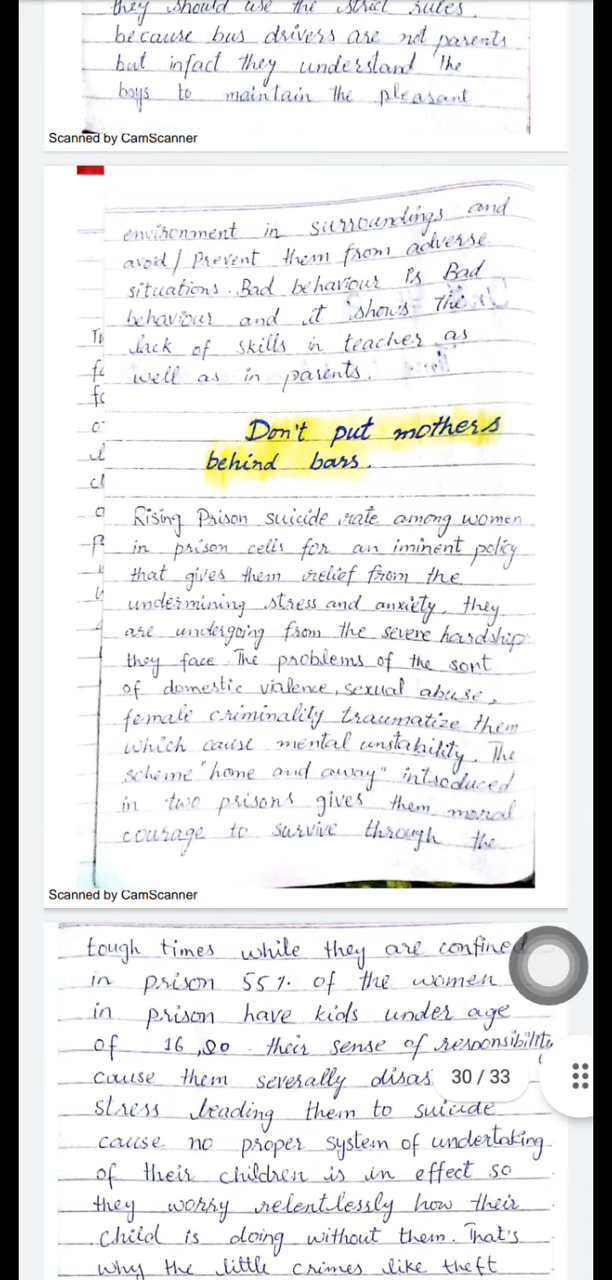 they should use the strict rules.
because bus drivers are not parents
but infact they understand the
boys to maintain the pleasant
Scanned by CamScanner
environment in surroundings and
avoid / Prevent them from adverse
situations. Bad behaviour is Bad
behaviour and it shows the
lack of skills in teacher as
well as in parents.
Don't put mothers
behind bars.
Rising Prison suicide rate among women
in prison cells for an iminent policy
that gives them relief from the
undermining stress and anxiety, they
are undergoing from the severe hardship
they face. The problems of the sort
of domestic violence, sexual abuse,
female criminality traumatize them
which cause mental unstability. The
scheme "home and away" introduced
in two prisons gives them moral
courage to survive through the
Scanned by CamScanner
tough times while they are confined
in prison 55%. of the women
in prison have kids under age
of 16, so their sense of responsibility
cause them severally
30 / 33
stress leading them to suicide
cause no proper system of undertaking
of their children is in effect so
they worry relentlessly how their
child is doing without them. That's
why the little crimes like theft